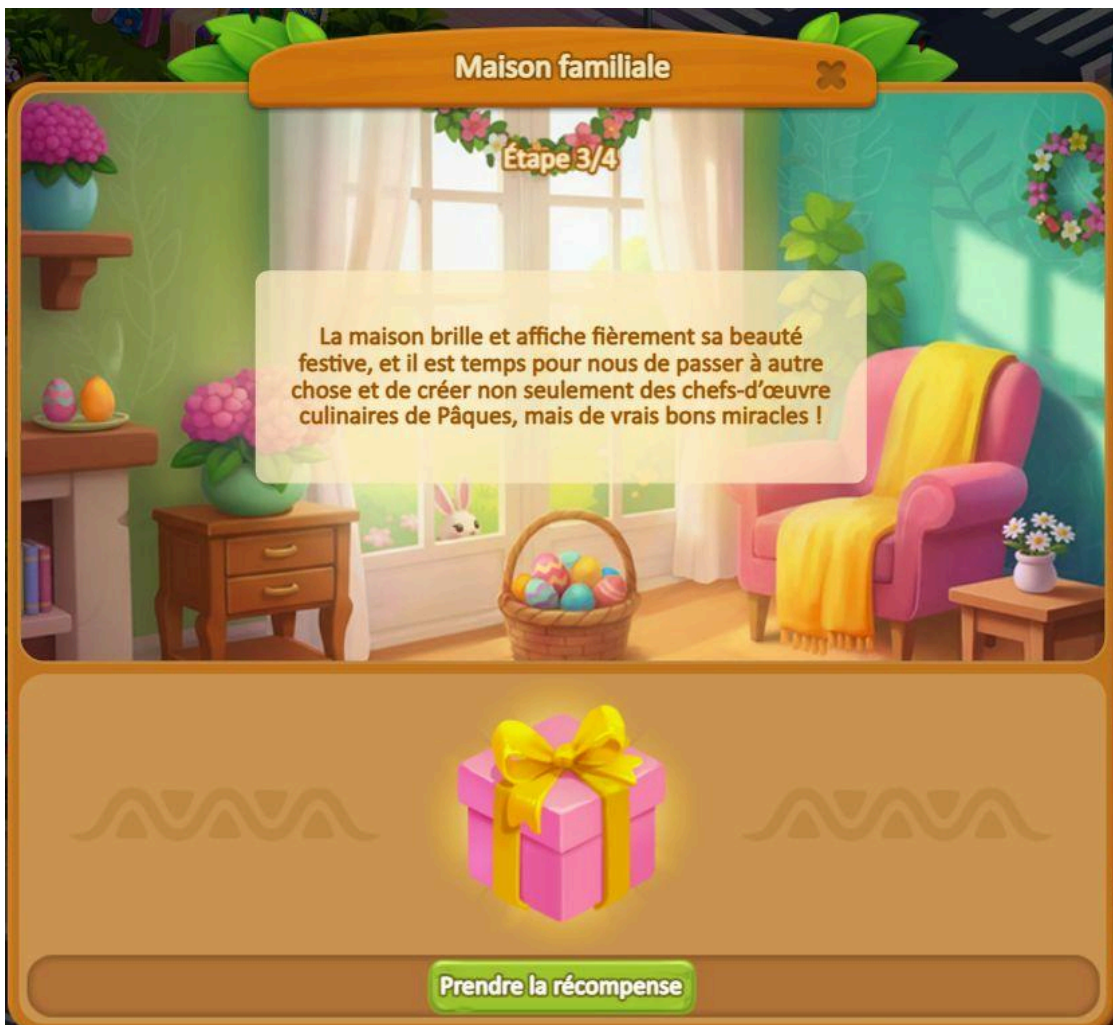 Maison familiale
Étape 3/4
La maison brille et affiche fièrement sa beauté
festive, et il est temps pour nous de passer à autre
chose et de créer non seulement des chefs-d’œuvre
culinaires de Pâques, mais de vrais bons miracles !
Prendre la récompense